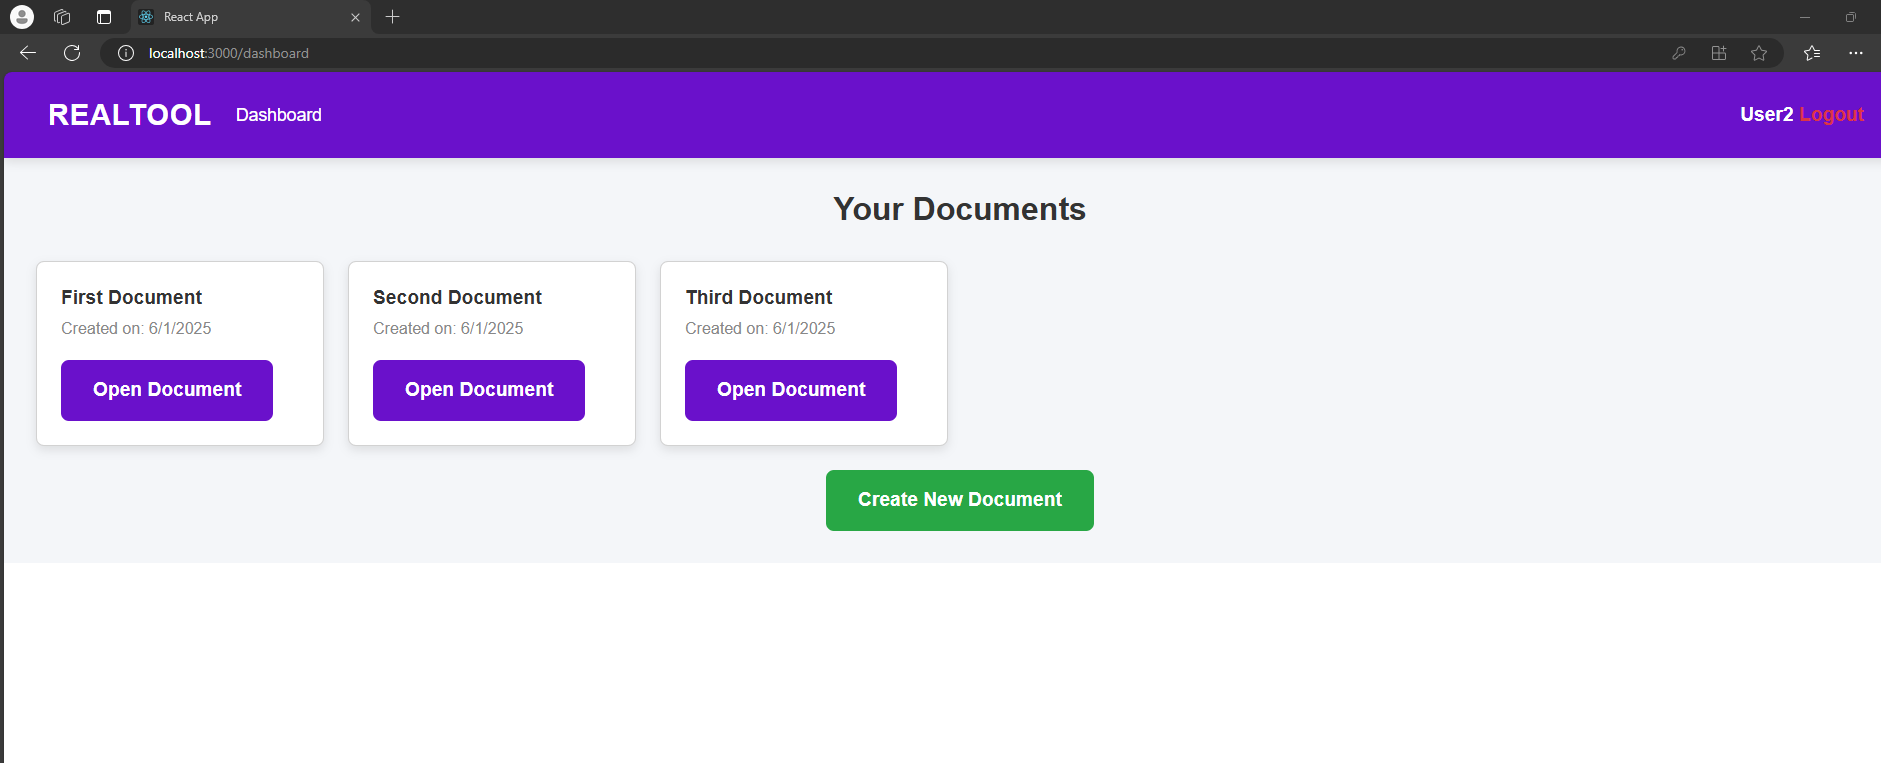 React App
localhost:3000/dashboard
REALTOOL Dashboard User2 Logout
Your Documents
First Document
Created on: 6/1/2025
Open Document
Second Document
Created on: 6/1/2025
Open Document
Third Document
Created on: 6/1/2025
Open Document
Create New Document